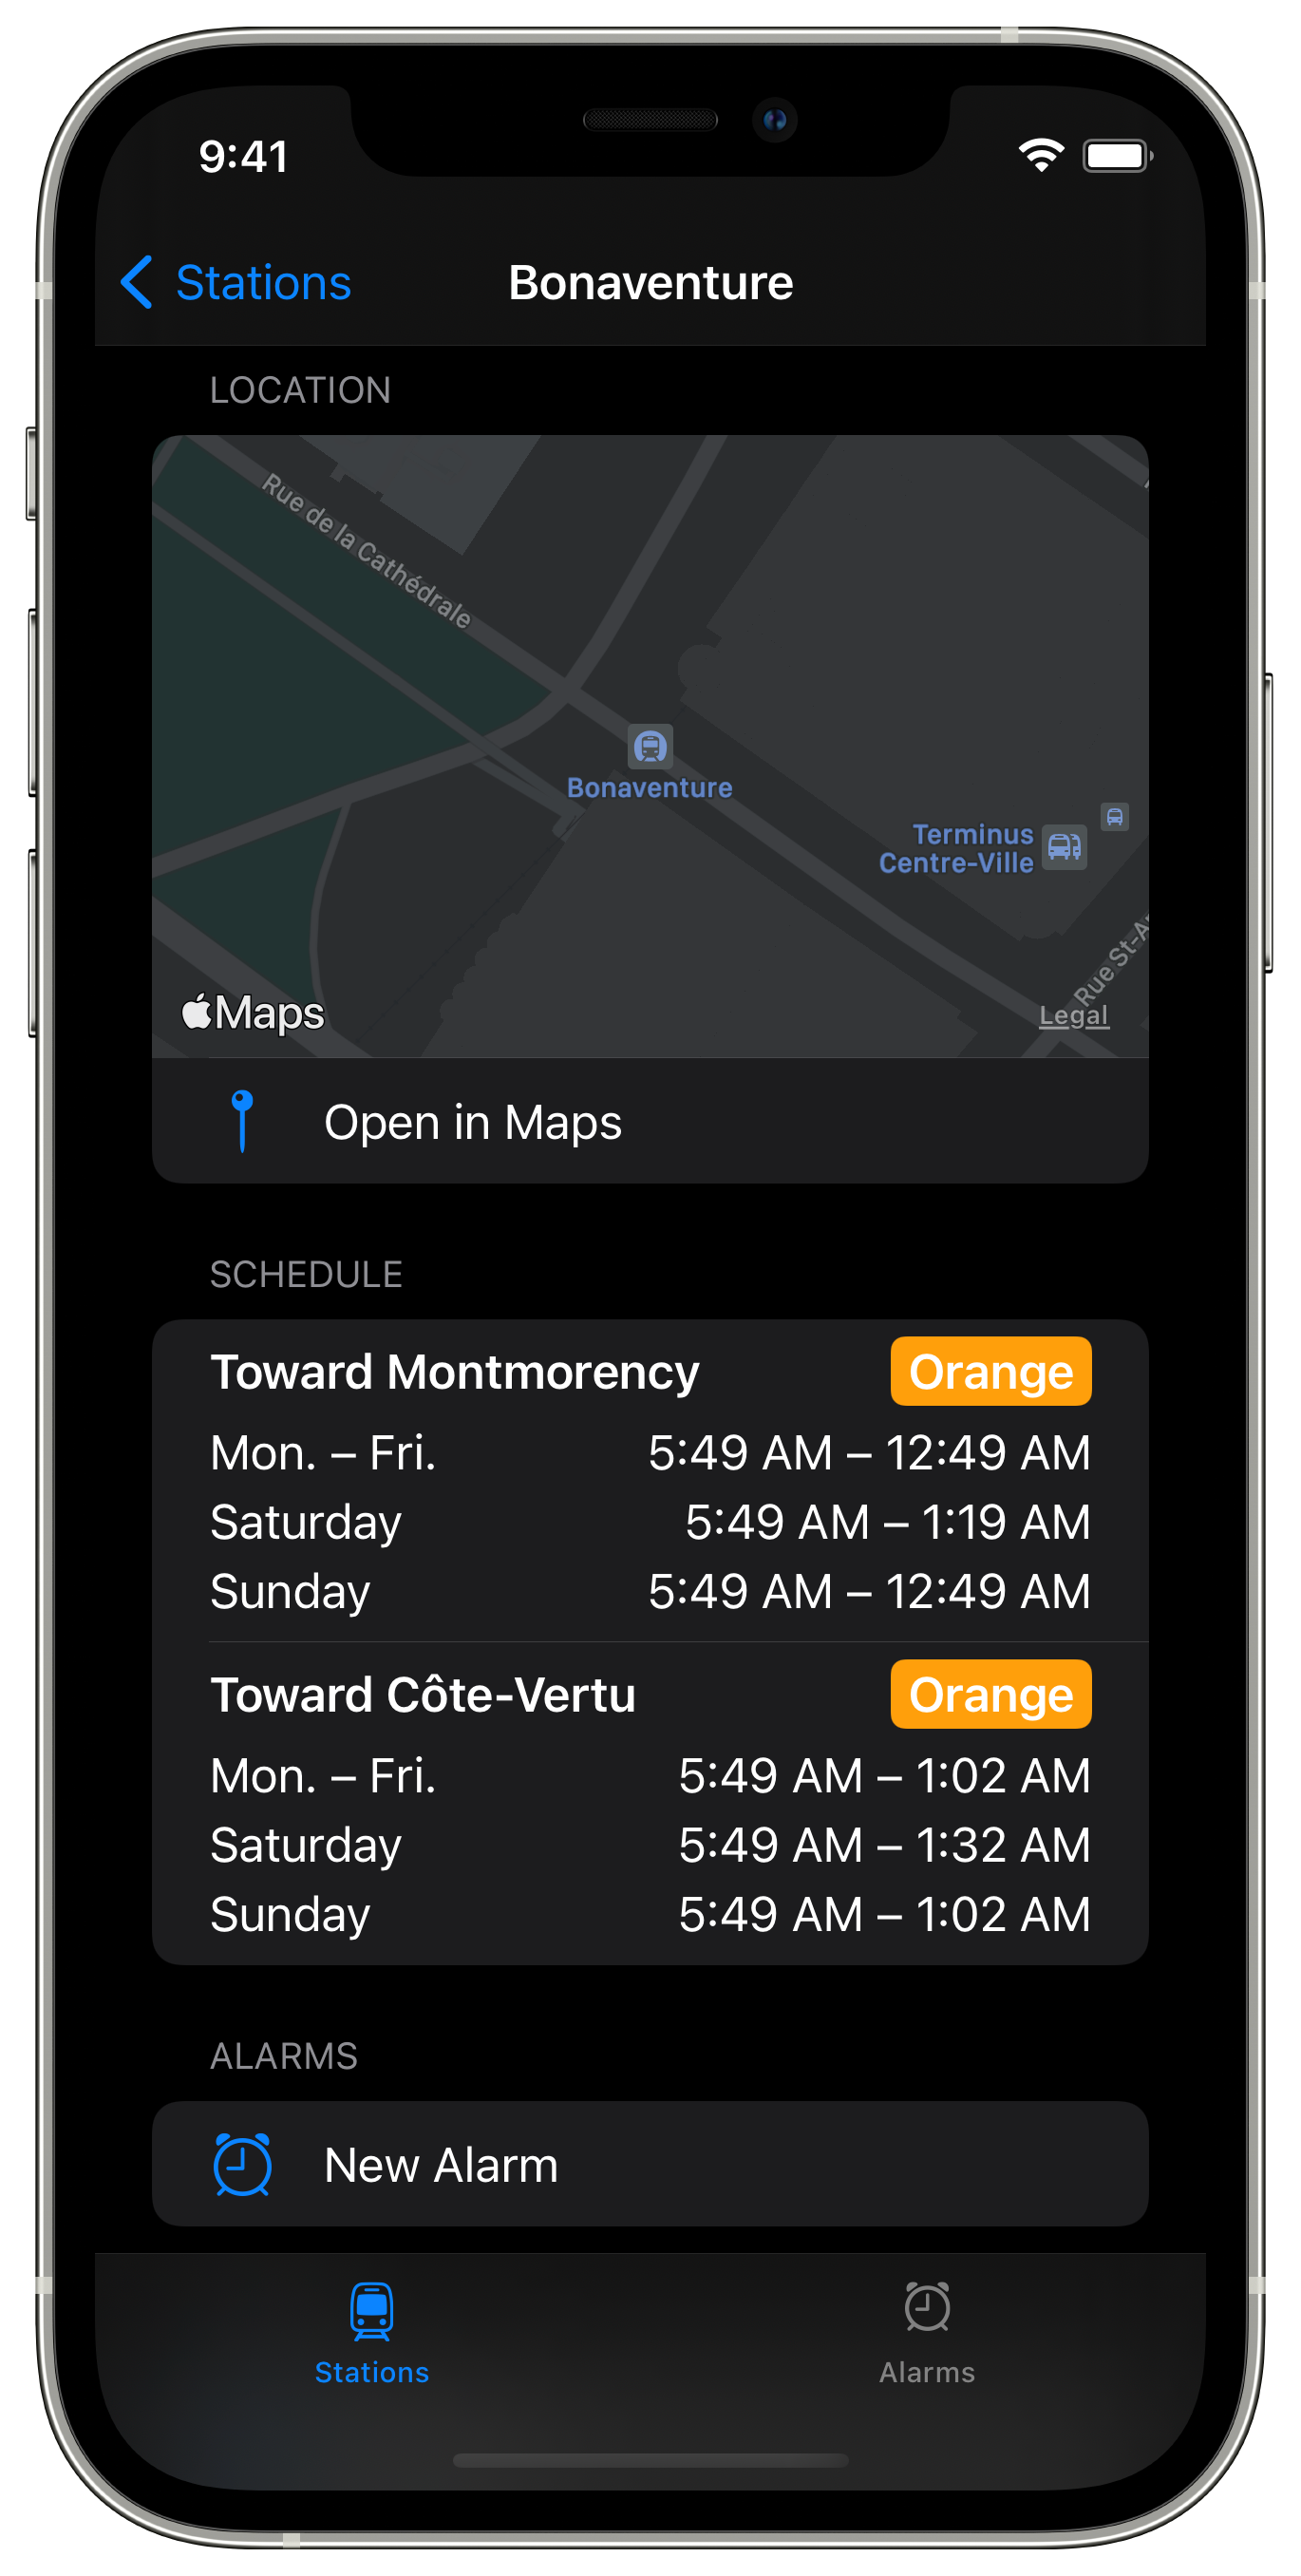 9:41
Stations
Bonaventure
LOCATION
Rue de la Cathédrale
Bonaventure
Terminus
Centre-Ville
Rue St-A
Maps
Legal
Open in Maps
SCHEDULE
Toward Montmorency Orange
Mon. – Fri. 5:49 AM – 12:49 AM
Saturday 5:49 AM – 1:19 AM
Sunday 5:49 AM – 12:49 AM
Toward Côte-Vertu Orange
Mon. – Fri. 5:49 AM – 1:02 AM
Saturday 5:49 AM – 1:32 AM
Sunday 5:49 AM – 1:02 AM
ALARMS
New Alarm
Stations
Alarms